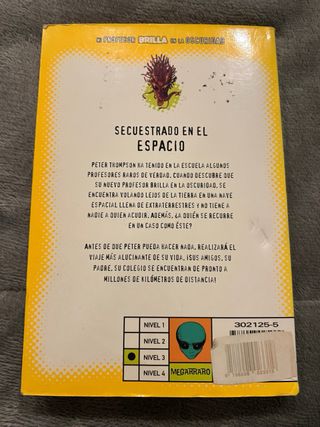 MI PROFESOR BRILLA EN LA OSCURIDAD
SECUESTRADO EN EL
ESPACIO
PETER THOMPSON HA TENIDO EN LA ESCUELA ALGUNOS
PROFESORES RAROS DE VERDAD. CUANDO DESCUBRE QUE
SU NUEVO PROFESOR BRILLA EN LA OSCURIDAD, SE
ENCUENTRA VOLANDO LEJOS DE LA TIERRA EN UNA NAVE
ESPACIAL LLENA DE EXTRATERRESTRES Y NO TIENE A
NADIE A QUIEN ACUDIR. ADEMÁS, ¿A QUIÉN SE RECURRE
EN UN CASO COMO ÉSTE?
ANTES DE QUE PETER PUEDA HACER NADA, REALIZARÁ EL
VIAJE MÁS ALUCINANTE DE SU VIDA. ¡SUS AMIGOS, SU
PADRE, SU COLEGIO SE ENCUENTRAN DE PRONTO A
MILLONES DE KILÓMETROS DE DISTANCIA!
NIVEL 1
NIVEL 2
NIVEL 3
NIVEL 4
MEGARRARO
302125-5